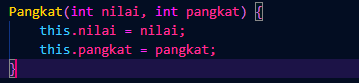 Pangkat(int nilai, int pangkat) {
    this.nilai = nilai;
    this.pangkat = pangkat;
}